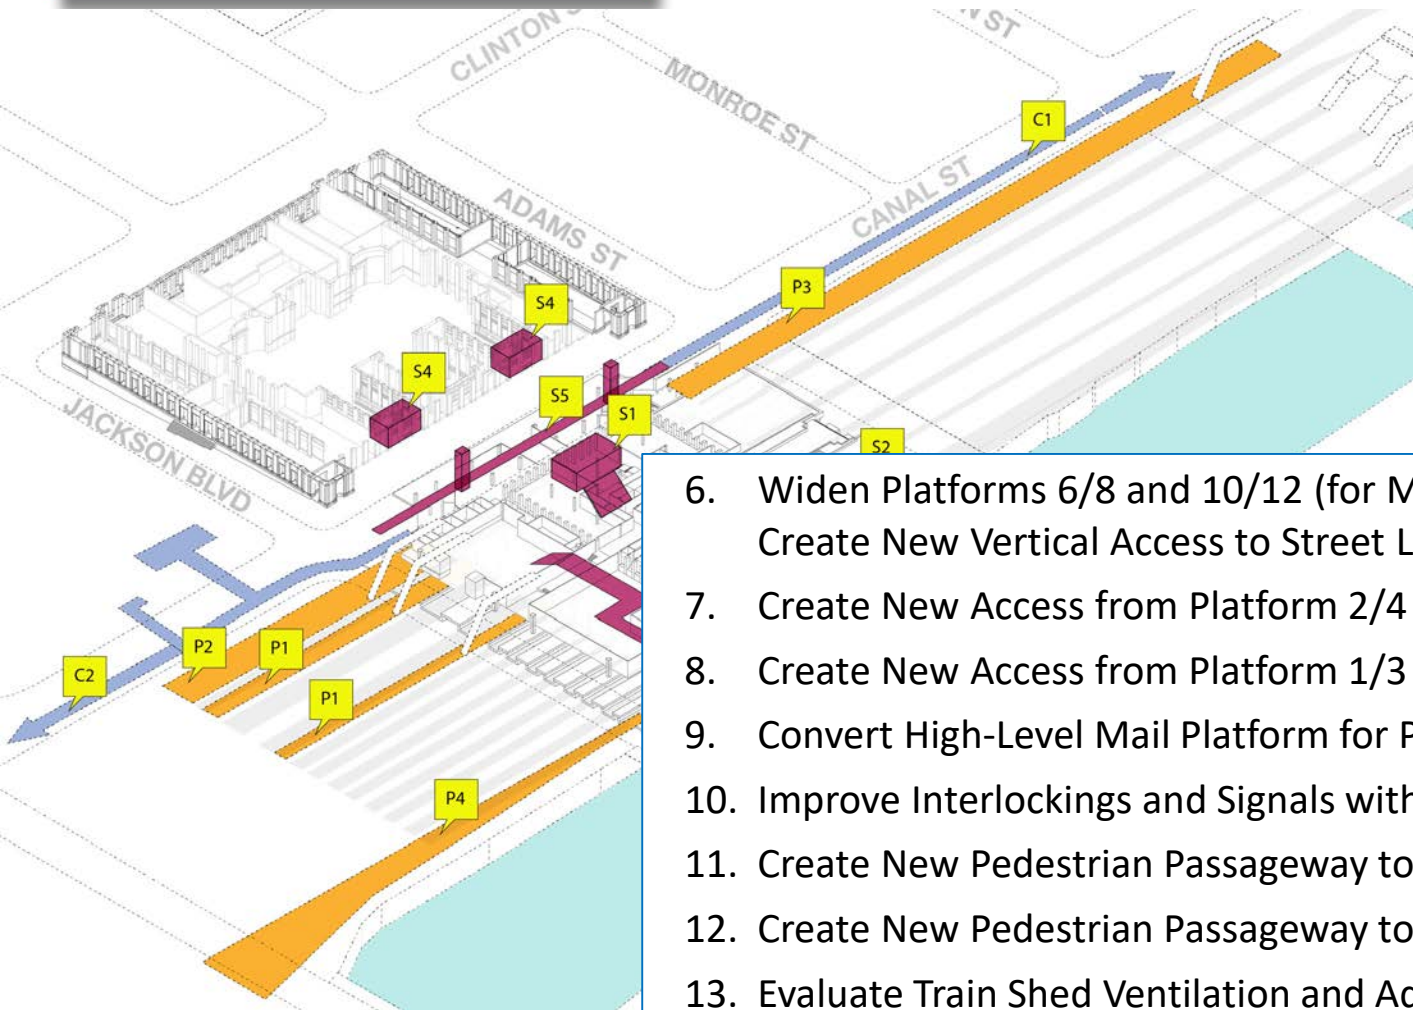 CLINTON
ST
MONROE ST
C1
CANAL ST
ADAMS ST
P3
S4
S4
S5
S1
JACKSON BLVD
S2
6. Widen Platforms 6/8 and 10/12 (for
Create New Vertical Access to Street
7. Create New Access from Platform 2/4
8. Create New Access from Platform 1/3
9. Convert High-Level Mail Platform for
10. Improve Interlockings and Signals with
11. Create New Pedestrian Passageway to
12. Create New Pedestrian Passageway to
13. Evaluate Train Shed Ventilation and
P2
P1
C2
P1
P4